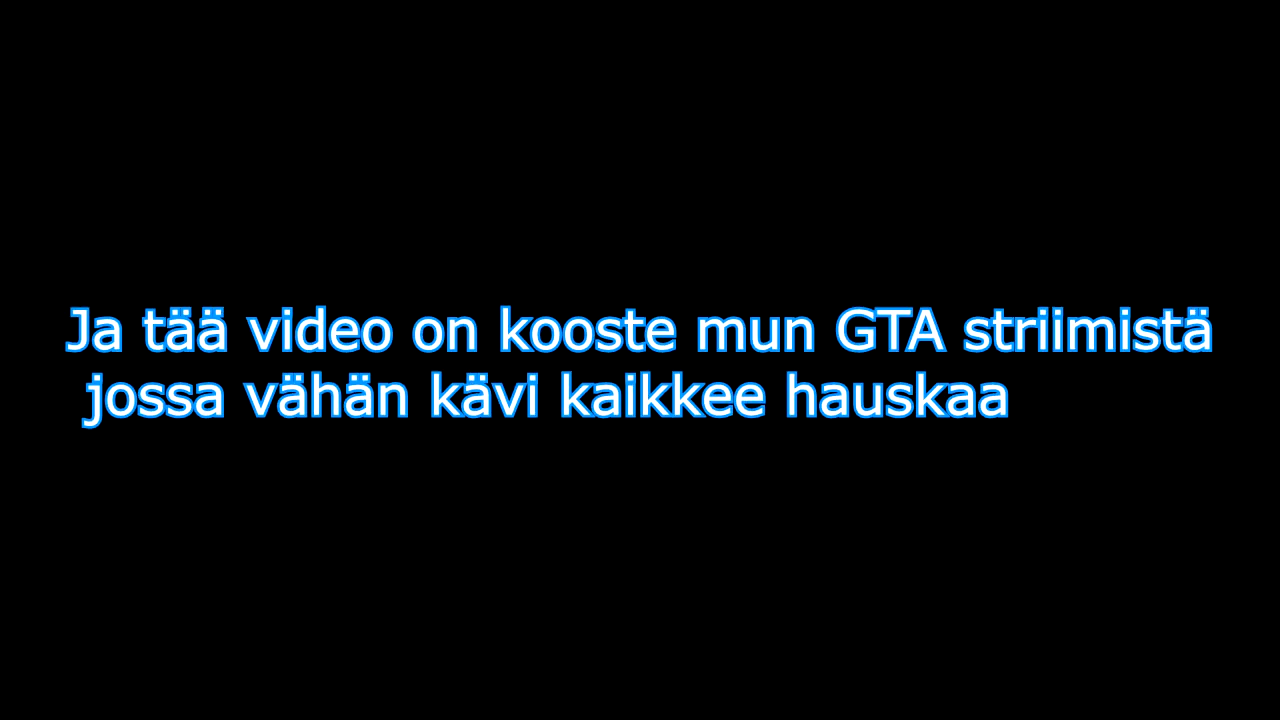 Ja tää video on kooste mun GTA striimistä
jossa vähän kävi kaikkee hauskaa